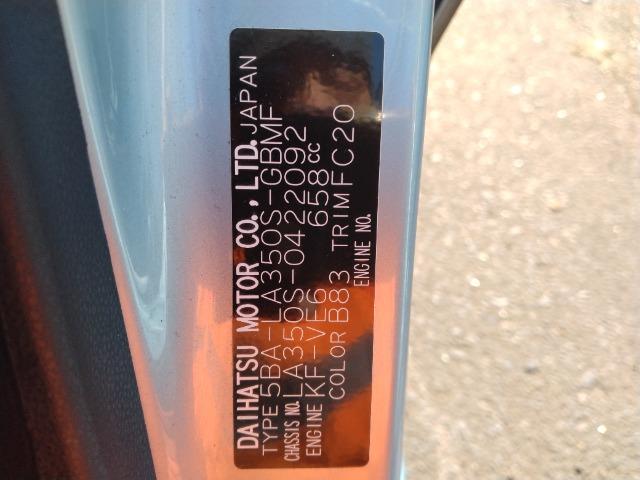 DAIHATSU MOTOR CO., LTD. JAPAN
TYPE 5BA-LA350S-GBMF
CHASSIS NO. LA350S-0422092
ENGINE KF-VE6 658cc
COLOR B83 TRIM FC20
ENGINE NO.